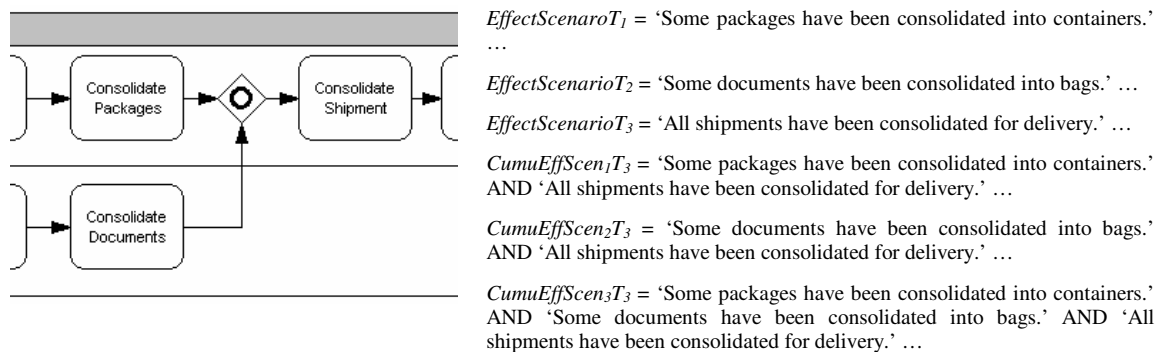 Consolidate
Packages
Consolidate
Shipment
Consolidate
Documents
EffectScenaroT1 = ‘Some packages have been consolidated into containers.’
…
EffectScenarioT2 = ‘Some documents have been consolidated into bags.’ …
EffectScenarioT3 = ‘All shipments have been consolidated for delivery.’ …
CumuEffScen1T3 = ‘Some packages have been consolidated into containers.’
AND ‘All shipments have been consolidated for delivery.’ …
CumuEffScen2T3 = ‘Some documents have been consolidated into bags.’
AND ‘All shipments have been consolidated for delivery.’ …
CumuEffScen3T3 = ‘Some packages have been consolidated into containers.’
AND ‘Some documents have been consolidated into bags.’ AND ‘All
shipments have been consolidated for delivery.’ …